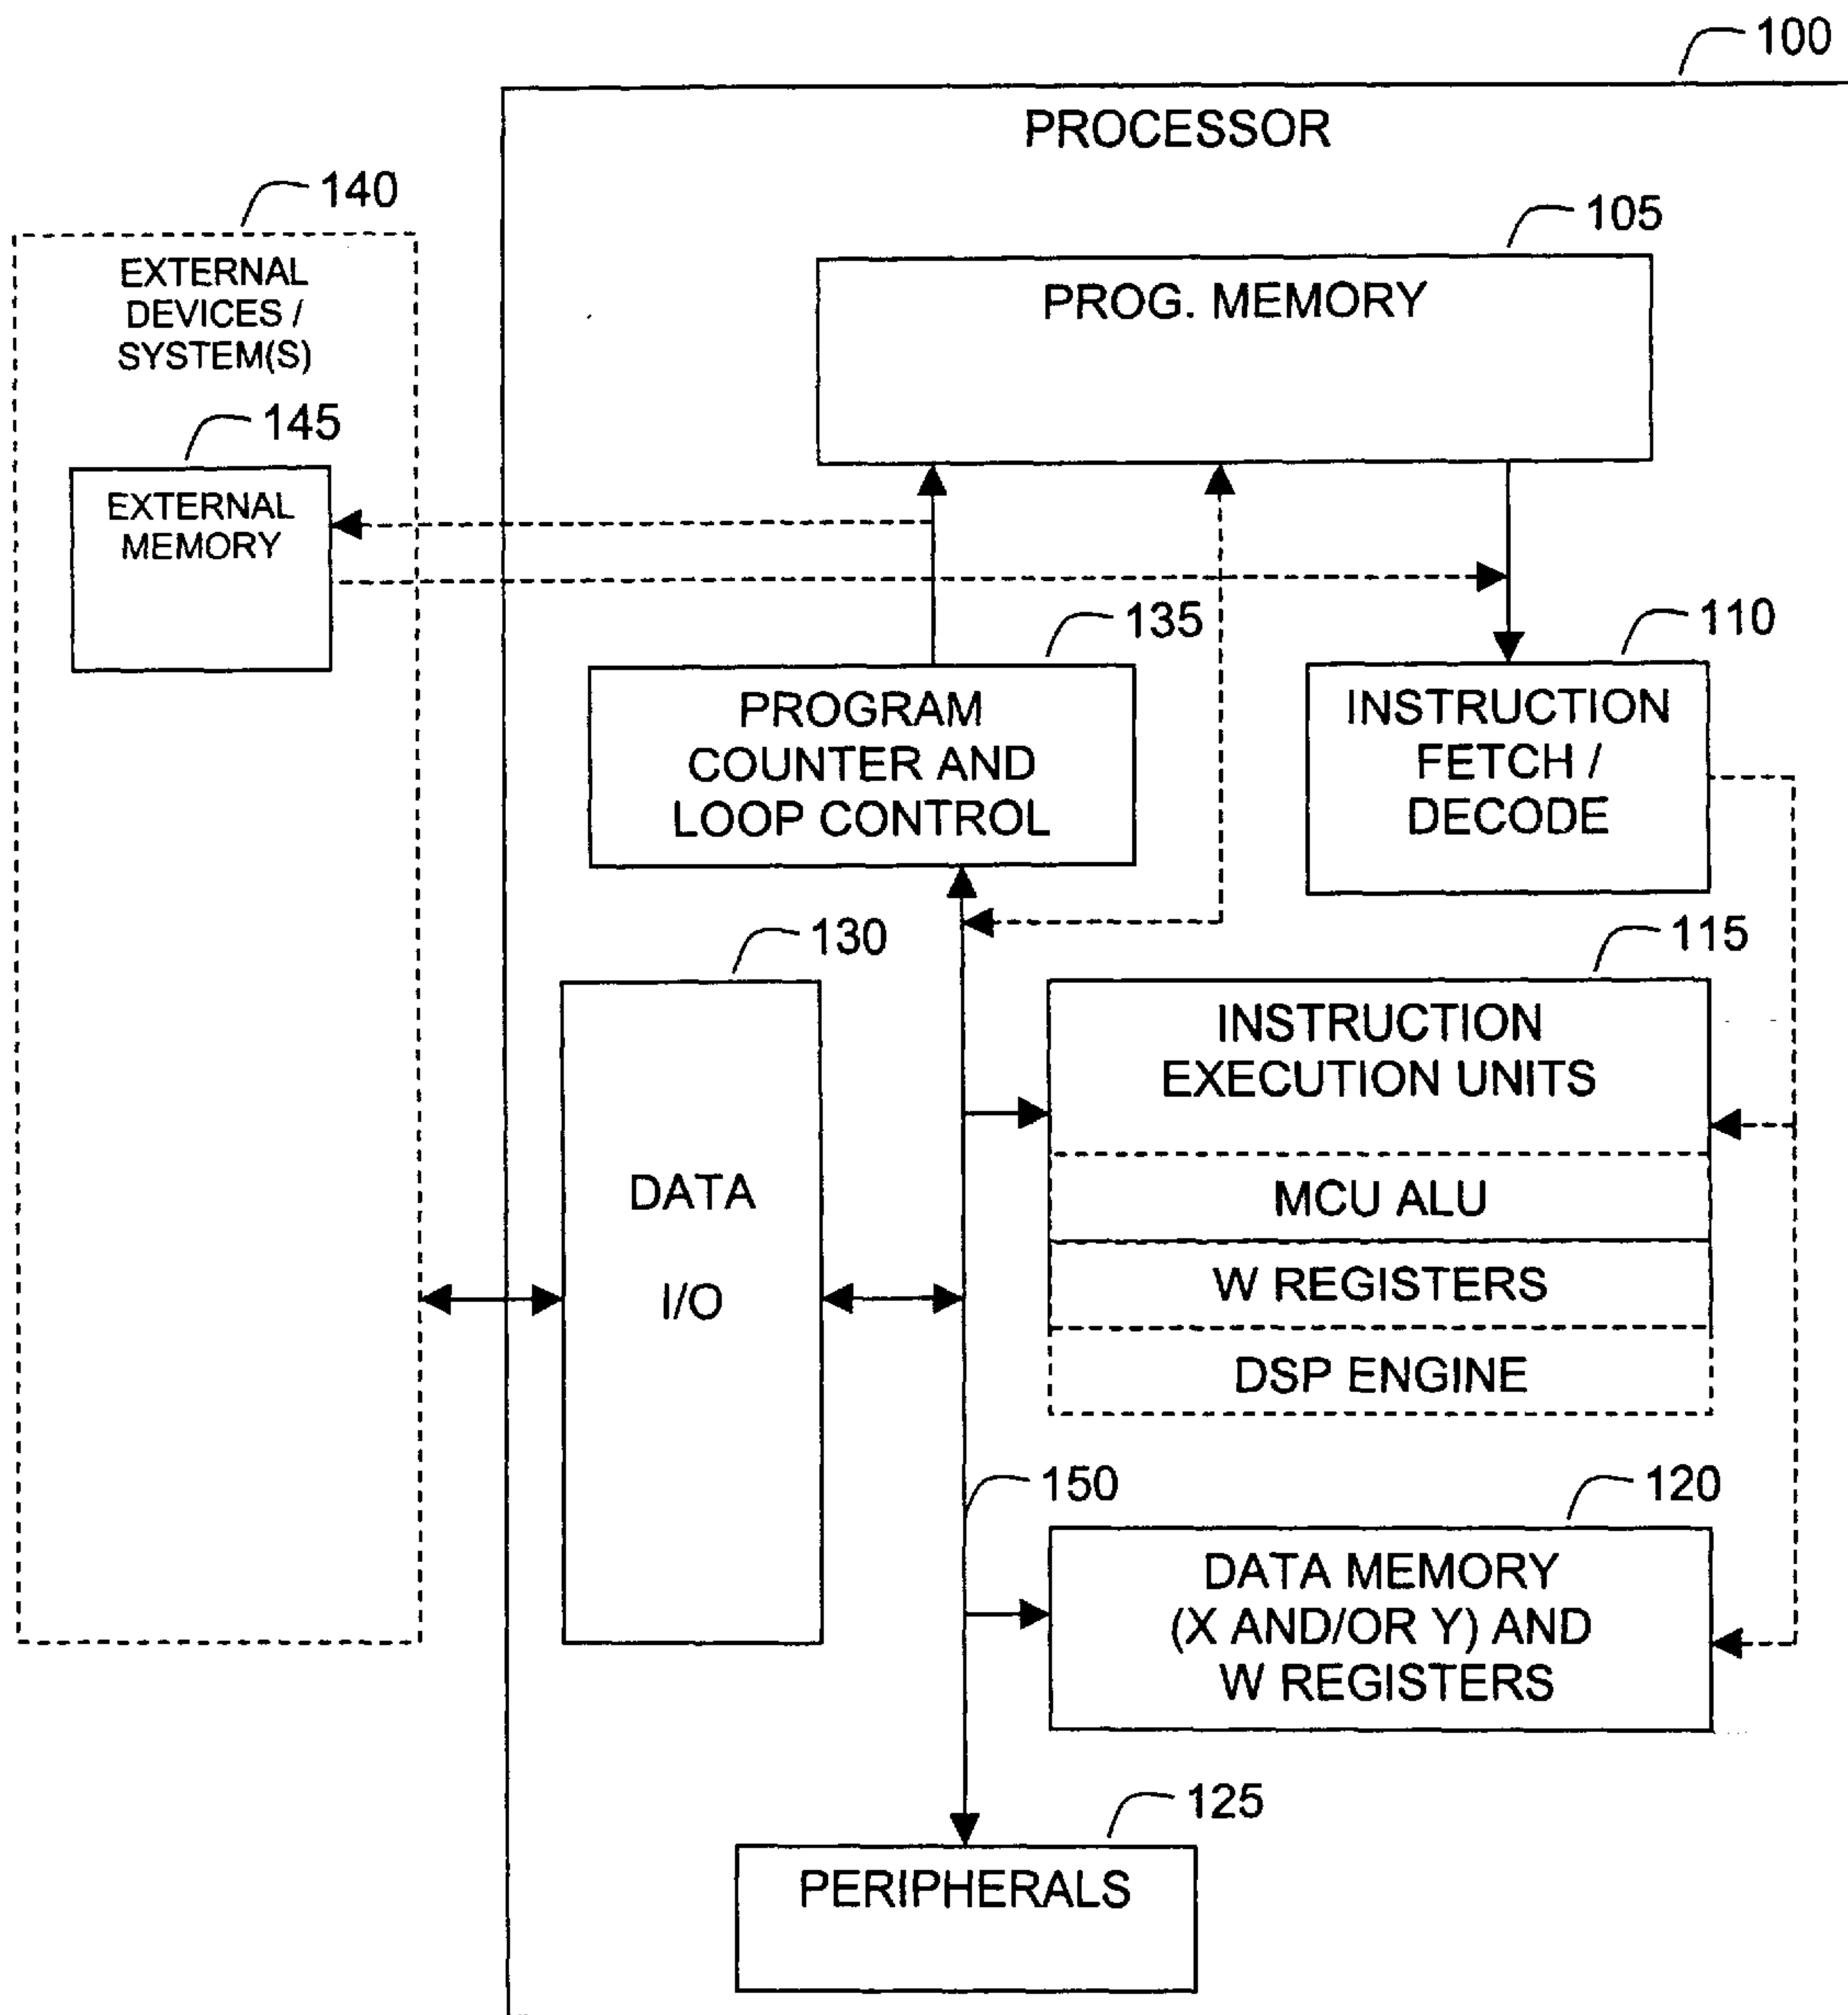 100
PROCESSOR
140
EXTERNAL
DEVICES /
SYSTEM(S)
105
PROG. MEMORY
145
EXTERNAL
MEMORY
135
PROGRAM
COUNTER AND
LOOP CONTROL
110
INSTRUCTION
FETCH /
DECODE
130
DATA
I/O
115
INSTRUCTION
EXECUTION UNITS
MCU ALU
W REGISTERS
DSP ENGINE
150
120
DATA MEMORY
(X AND/OR Y) AND
W REGISTERS
125
PERIPHERALS